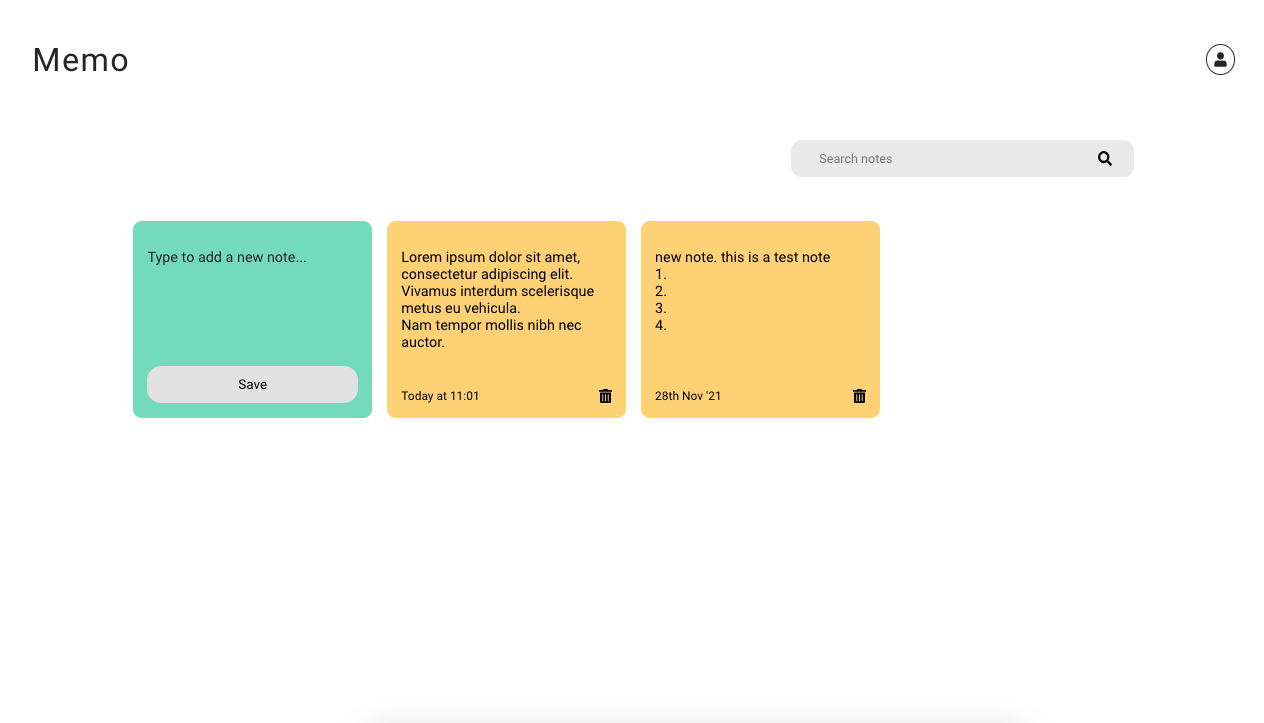 Memo
Search notes
Type to add a new note...
Save
Lorem ipsum dolor sit amet,
consectetur adipiscing elit.
Vivamus interdum scelerisque
metus eu vehicula.
Nam tempor mollis nibh nec
auctor.
Today at 11:01
new note. this is a test note
1.
2.
3.
4.
28th Nov '21